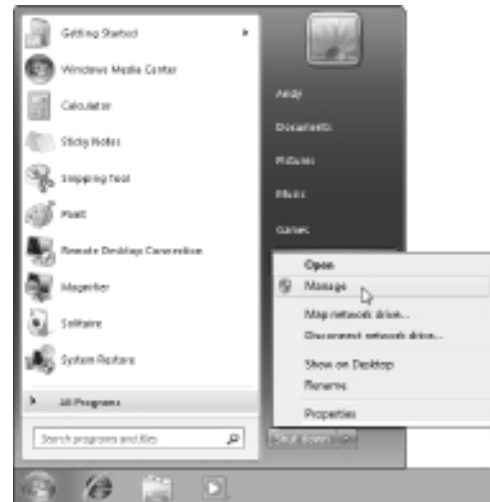 Getting Started
Windows Media Center
Calculator
Sticky Notes
Snipping Tool
Paint
Remote Desktop Connection
Magnifier
Solitaire
System Restore
All Programs
Search programs and files
Andy
Documents
Pictures
Music
Games
Open
Manage
Map network drive...
Disconnect network drive...
Show on Desktop
Rename
Properties
Shut down